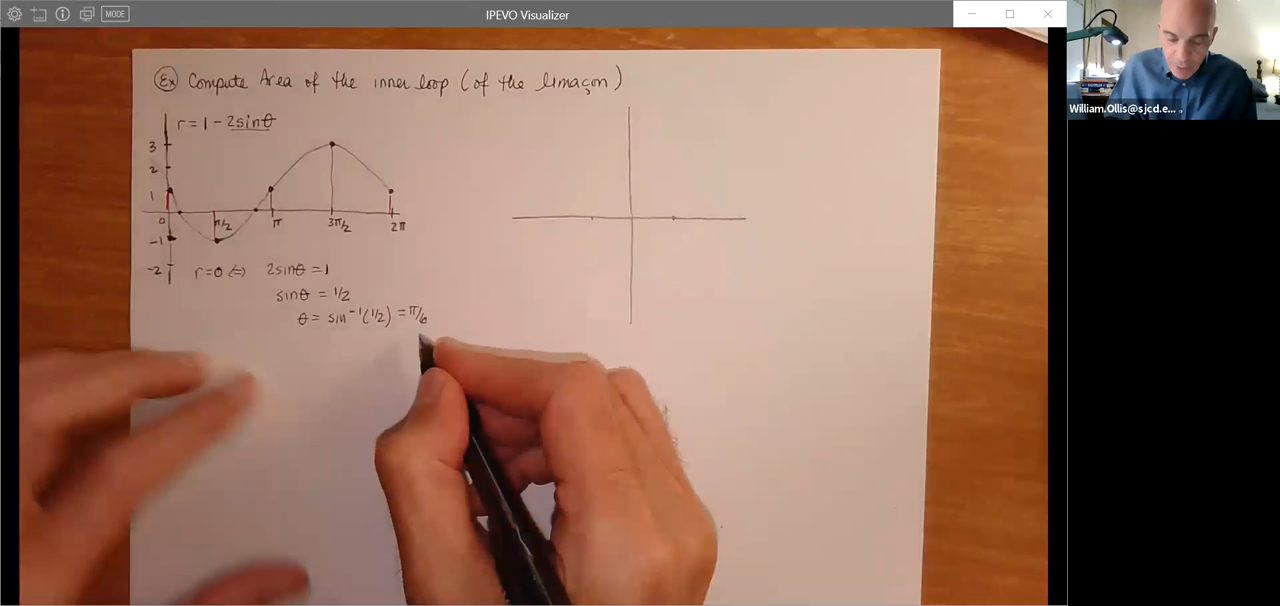 IPEVO Visualizer
MODE
William.Ollis@sjcd.e...
Ex Compute Area of the inner loop (of the limaçon)
r = 1 - 2sinθ
3
2
1
0
-1
-2
π/2
π
3π/2
2π
r=0 ⇔ 2sinθ = 1
sinθ = 1/2
θ = sin⁻¹(1/2) = π/6